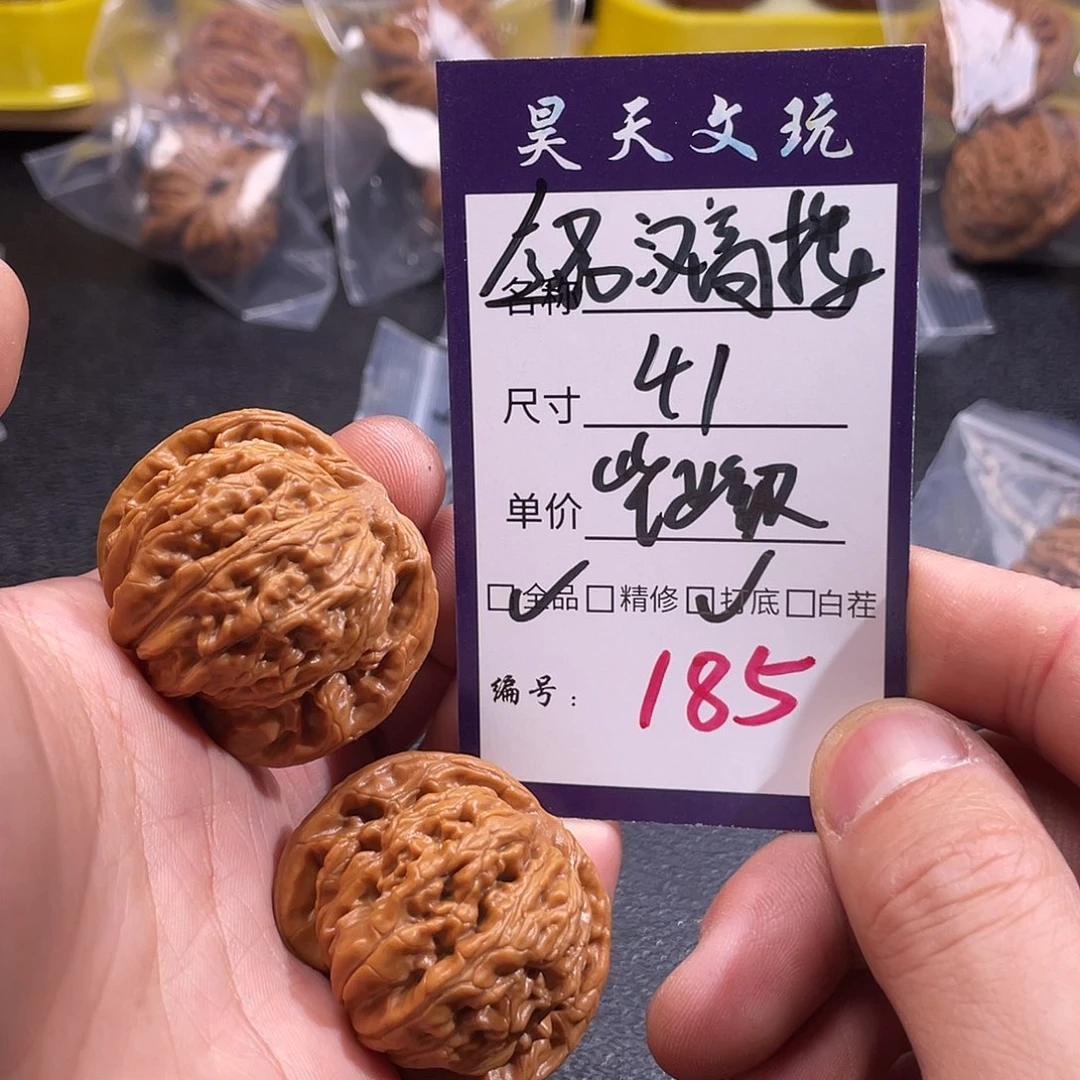 昊天文玩
名称
尺寸 41
单价
全品 精修 打底 白茬
编号： 185